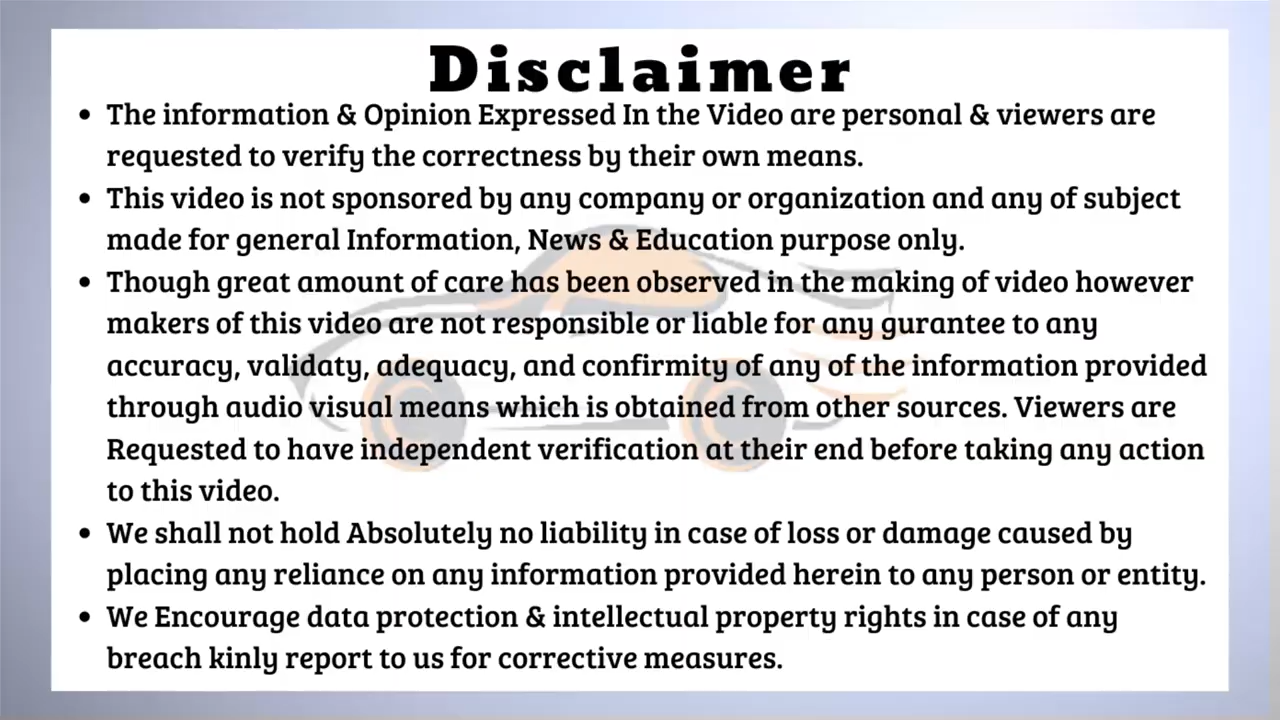 Disclaimer
• The information & Opinion Expressed In the Video are personal & viewers are
requested to verify the correctness by their own means.
• This video is not sponsored by any company or organization and any of subject
made for general Information, News & Education purpose only.
• Though great amount of care has been observed in the making of video however
makers of this video are not responsible or liable for any gurantee to any
accuracy, validaty, adequacy, and confirmity of any of the information provided
through audio visual means which is obtained from other sources. Viewers are
Requested to have independent verification at their end before taking any action
to this video.
• We shall not hold Absolutely no liability in case of loss or damage caused by
placing any reliance on any information provided herein to any person or entity.
• We Encourage data protection & intellectual property rights in case of any
breach kinly report to us for corrective measures.